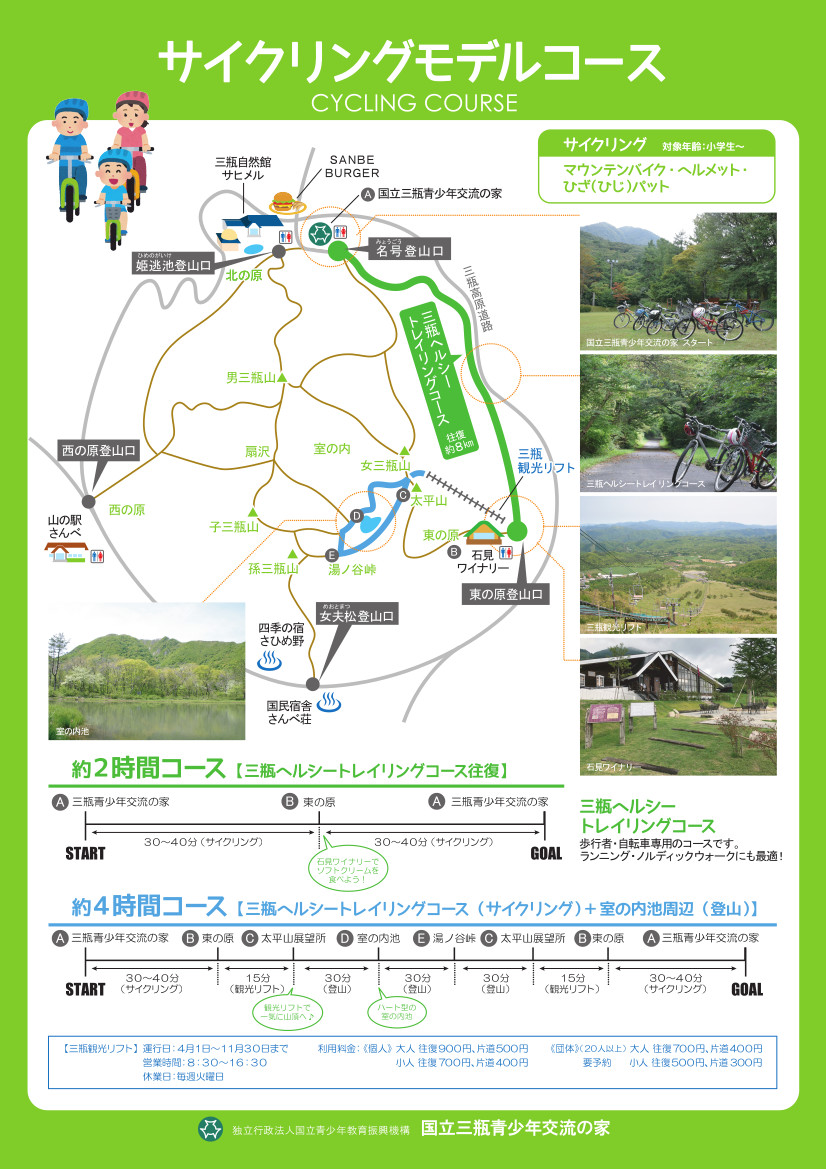 サイクリングモデルコース
CYCLING COURSE
サイクリング 対象年齢：小学生～
マウンテンバイク・ヘルメット・
ひざ(ひじ)パット
三瓶自然館
サヒメル
SANBE
BURGER
A 国立三瓶青少年交流の家
ひめのがいけ
姫逃池登山口
みょうごう
名号登山口
北の原
三瓶高原道路
三瓶ヘルシー
トレイリングコース
往復
約8km
男三瓶山
西の原登山口
扇沢
室の内
女三瓶山
三瓶
観光リフト
西の原
C
太平山
D
山の駅
さんべ
子三瓶山
東の原
B
石見
ワイナリー
E
孫三瓶山
湯ノ谷峠
東の原登山口
めおとまつ
女夫松登山口
四季の宿
さひめ野
国民宿舎
さんべ荘
国立三瓶青少年交流の家 スタート
三瓶ヘルシートレイリングコース
三瓶観光リフト
石見ワイナリー
室の内池
約2時間コース【三瓶ヘルシートレイリングコース往復】
A 三瓶青少年交流の家 B 東の原 A 三瓶青少年交流の家
30～40分（サイクリング） 30～40分（サイクリング）
START GOAL
石見ワイナリーで
ソフトクリームを
食べよう！
三瓶ヘルシー
トレイリングコース
歩行者・自転車専用のコースです。
ランニング・ノルディックウォークにも最適！
約4時間コース【三瓶ヘルシートレイリングコース（サイクリング）＋室の内池周辺（登山）】
A 三瓶青少年交流の家 B 東の原 C 太平山展望所 D 室の内池 E 湯ノ谷峠 C 太平山展望所 B 東の原 A 三瓶青少年交流の家
30～40分 15分 30分 30分 30分 15分 30～40分
（サイクリング） （観光リフト） （登山） （登山） （登山） （観光リフト） （サイクリング）
START GOAL
観光リフトで
一気に山頂へ♪
ハート型の
室の内池
【三瓶観光リフト】 運行日：4月1日～11月30日まで 利用料金：《個人》 大人 往復900円、片道500円 《団体》（20人以上） 大人 往復700円、片道400円
営業時間：8：30～16：30 小人 往復700円、片道400円 要予約 小人 往復500円、片道300円
休業日：毎週火曜日
独立行政法人国立青少年教育振興機構 国立三瓶青少年交流の家